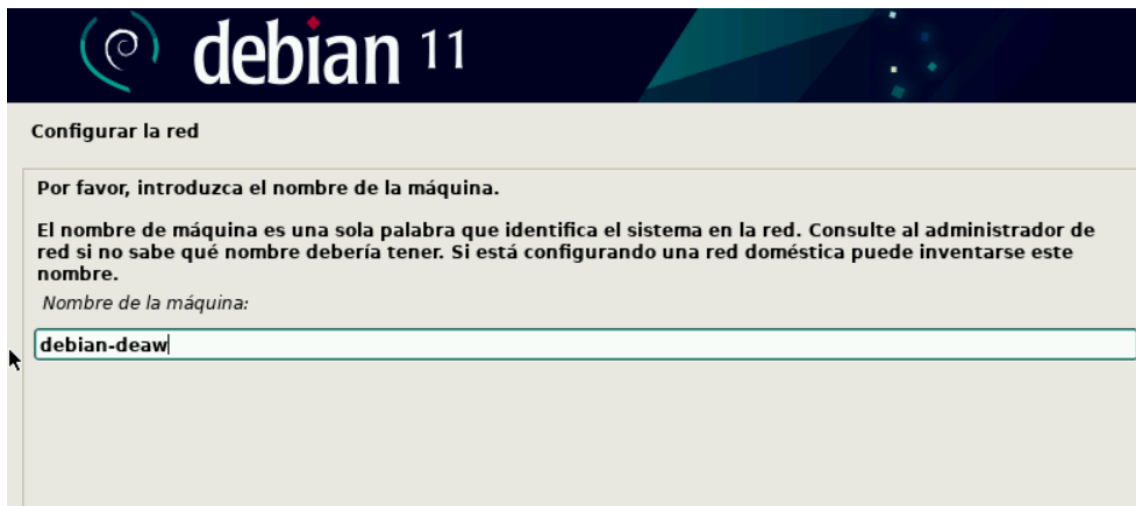 debian 11
Configurar la red
Por favor, introduzca el nombre de la máquina.
El nombre de máquina es una sola palabra que identifica el sistema en la red. Consulte al administrador de
red si no sabe qué nombre debería tener. Si está configurando una red doméstica puede inventarse este
nombre.
Nombre de la máquina:
debian-deaw